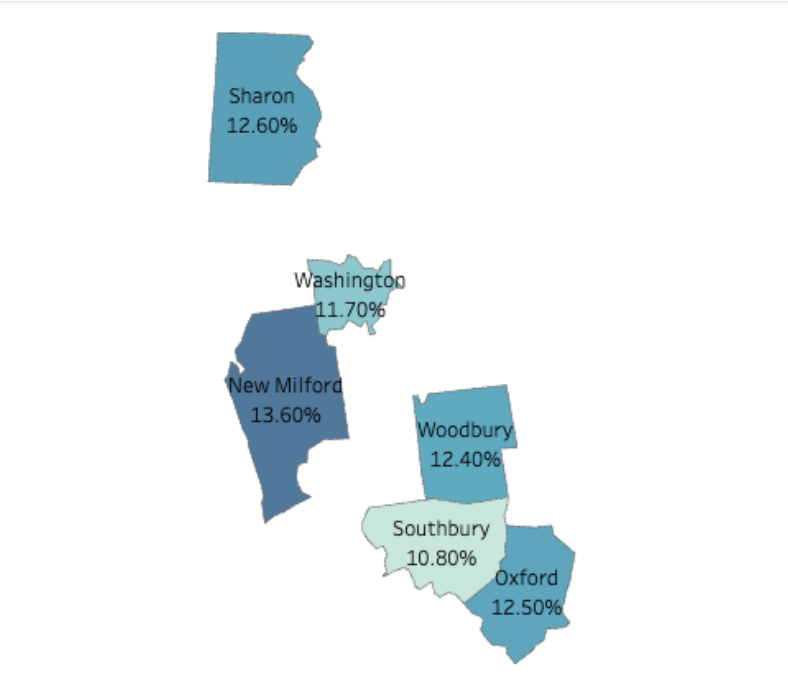 Sharon
12.60%
Washington
11.70%
New Milford
13.60%
Woodbury
12.40%
Southbury
10.80%
Oxford
12.50%